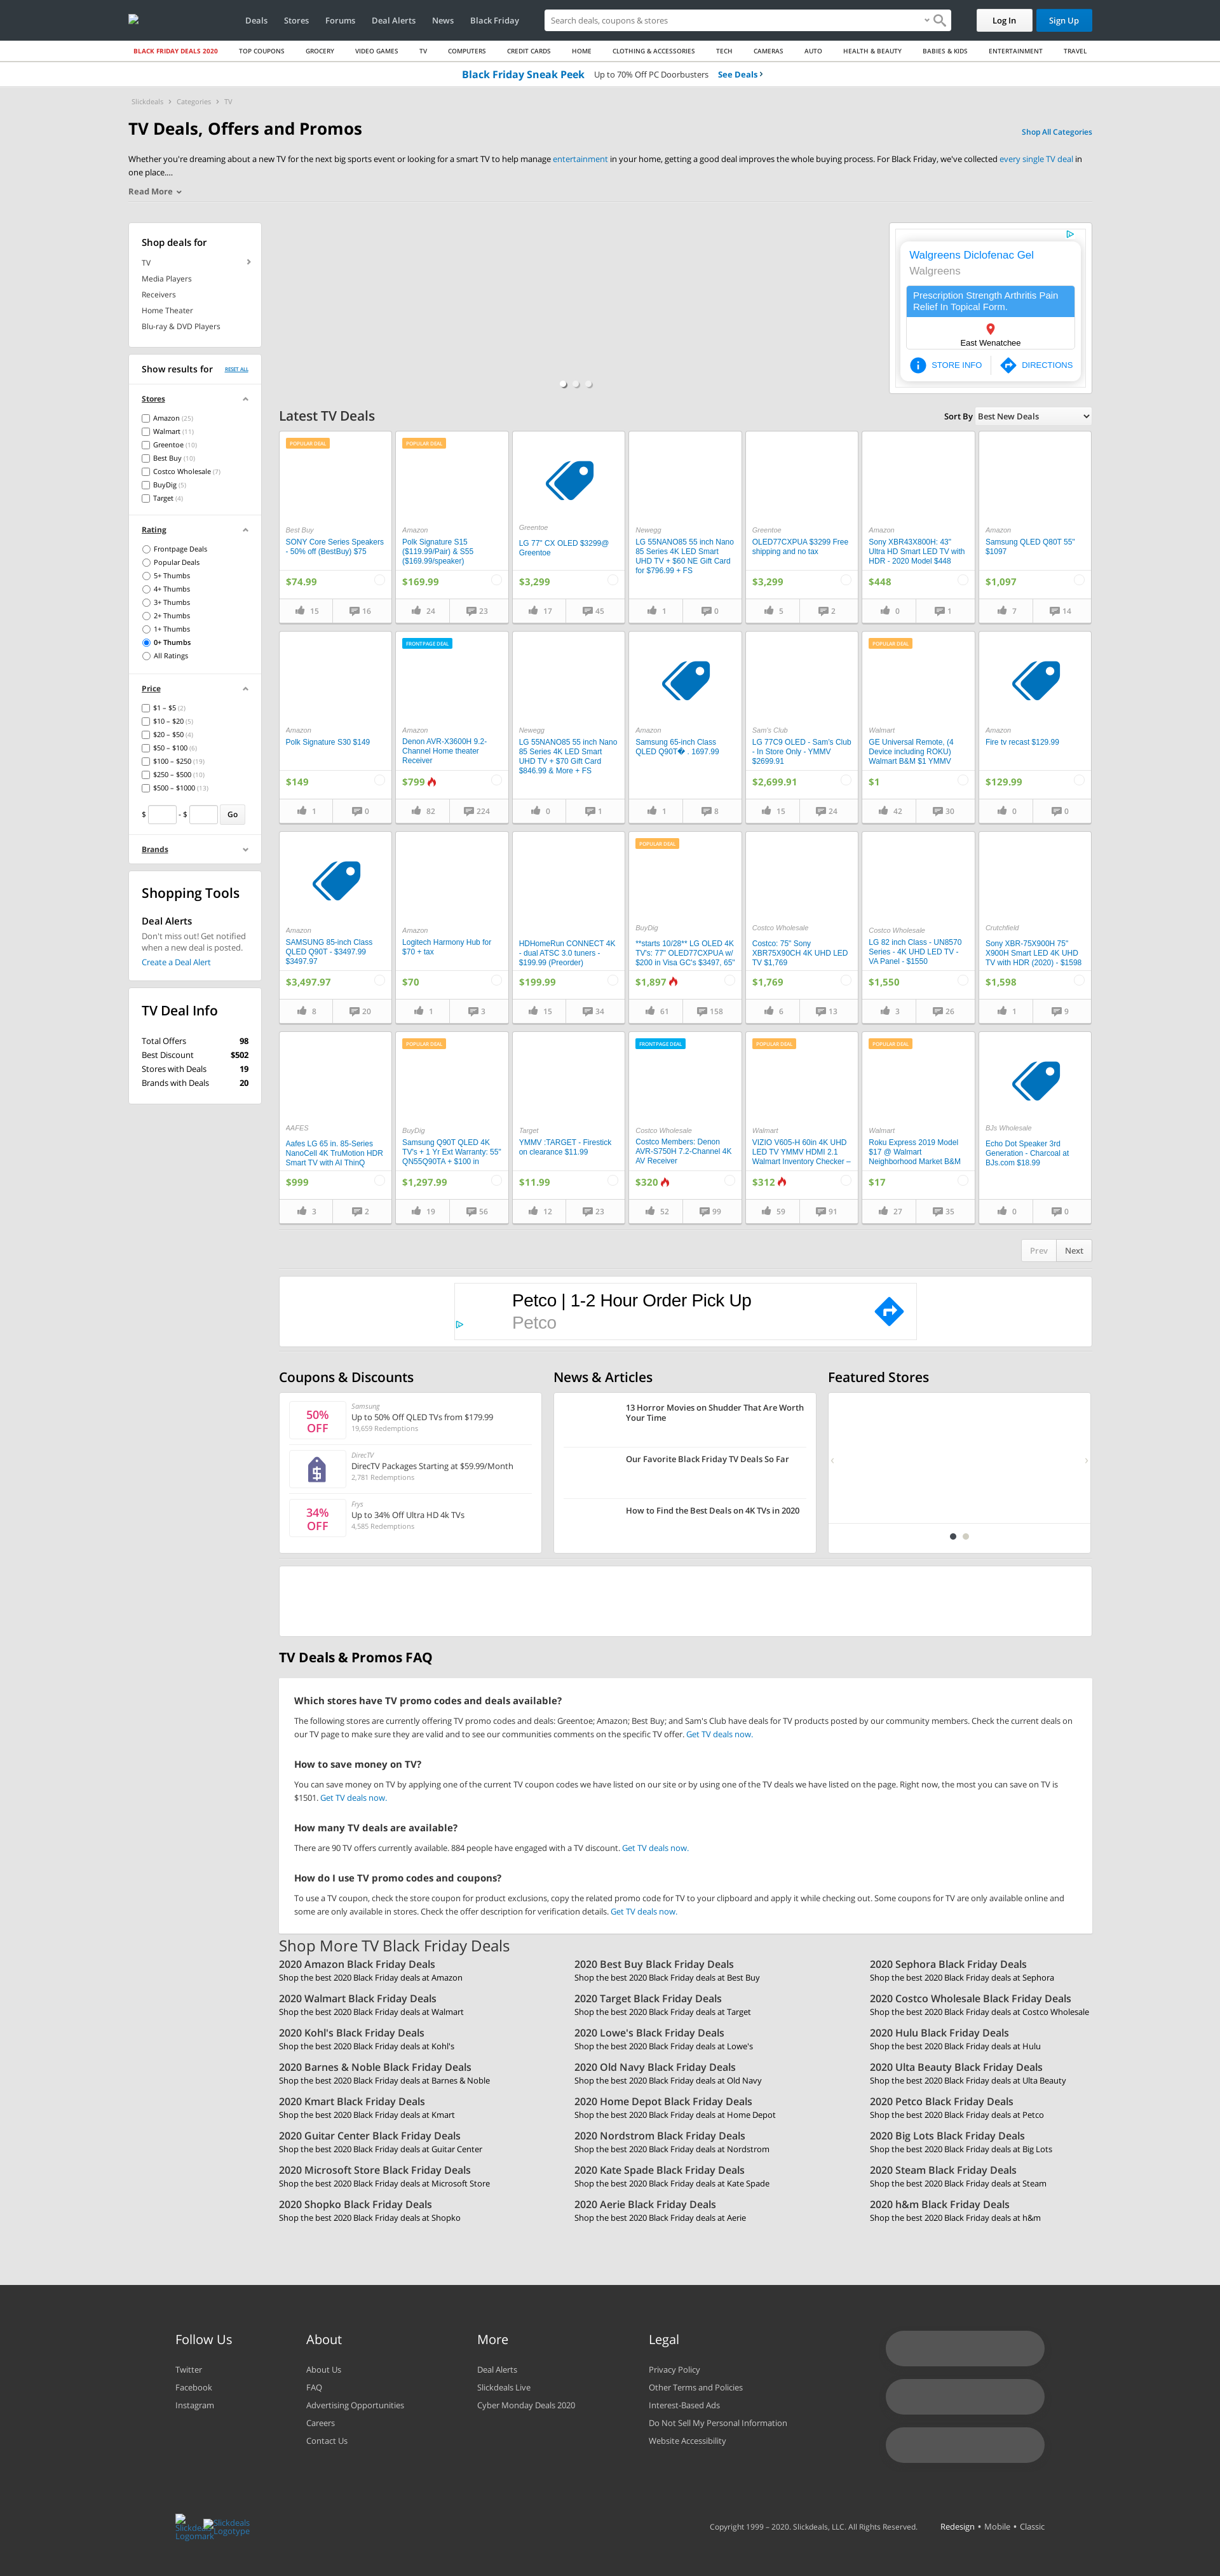 Deals Stores Forums Deal Alerts News Black Friday Search deals, coupons & stores Log In Sign Up
BLACK FRIDAY DEALS 2020 TOP COUPONS GROCERY VIDEO GAMES TV COMPUTERS CREDIT CARDS HOME CLOTHING & ACCESSORIES TECH CAMERAS AUTO HEALTH & BEAUTY BABIES & KIDS ENTERTAINMENT TRAVEL
Black Friday Sneak Peek Up to 70% Off PC Doorbusters See Deals
Slickdeals Categories TV
TV Deals, Offers and Promos
Shop All Categories
Whether you're dreaming about a new TV for the next big sports event or looking for a smart TV to help manage entertainment in your home, getting a good deal improves the whole buying process. For Black Friday, we've collected every single TV deal in
one place....
Read More
Shop deals for
TV
Media Players
Receivers
Home Theater
Blu-ray & DVD Players
Show results for RESET ALL
Stores
Amazon (25)
Walmart (11)
Greentoe (10)
Best Buy (10)
Costco Wholesale (7)
BuyDig (5)
Target (4)
Rating
Frontpage Deals
Popular Deals
5+ Thumbs
4+ Thumbs
3+ Thumbs
2+ Thumbs
1+ Thumbs
0+ Thumbs
All Ratings
Price
$1 – $5 (2)
$10 – $20 (5)
$20 – $50 (4)
$50 – $100 (6)
$100 – $250 (19)
$250 – $500 (10)
$500 – $1000 (13)
$ - $ Go
Brands
Shopping Tools
Deal Alerts
Don't miss out! Get notified
when a new deal is posted.
Create a Deal Alert
TV Deal Info
Total Offers 98
Best Discount $502
Stores with Deals 19
Brands with Deals 20
Walgreens Diclofenac Gel
Walgreens
Prescription Strength Arthritis Pain
Relief In Topical Form.
East Wenatchee
STORE INFO DIRECTIONS
Latest TV Deals
Sort By Best New Deals
POPULAR DEAL
Best Buy
SONY Core Series Speakers
- 50% off (BestBuy) $75
$74.99
15 16
POPULAR DEAL
Amazon
Polk Signature S15
($119.99/Pair) & S55
($169.99/speaker)
$169.99
24 23
Greentoe
LG 77" CX OLED $3299@
Greentoe
$3,299
17 45
Newegg
LG 55NANO85 55 inch Nano
85 Series 4K LED Smart
UHD TV + $60 NE Gift Card
for $796.99 + FS
1 0
Greentoe
OLED77CXPUA $3299 Free
shipping and no tax
$3,299
5 2
Amazon
Sony XBR43X800H: 43"
Ultra HD Smart LED TV with
HDR - 2020 Model $448
$448
0 1
Amazon
Samsung QLED Q80T 55"
$1097
$1,097
7 14
Amazon
Polk Signature S30 $149
$149
1 0
FRONTPAGE DEAL
Amazon
Denon AVR-X3600H 9.2-
Channel Home theater
Receiver
$799
82 224
Newegg
LG 55NANO85 55 inch Nano
85 Series 4K LED Smart
UHD TV + $70 Gift Card
$846.99 & More + FS
0 1
Amazon
Samsung 65-inch Class
QLED Q90T� . 1697.99
1 8
Sam's Club
LG 77C9 OLED - Sam's Club
- In Store Only - YMMV
$2699.91
$2,699.91
15 24
POPULAR DEAL
Walmart
GE Universal Remote, (4
Device including ROKU)
Walmart B&M $1 YMMV
$1
42 30
Amazon
Fire tv recast $129.99
$129.99
0 0
Amazon
SAMSUNG 85-inch Class
QLED Q90T - $3497.99
$3497.97
$3,497.97
8 20
Amazon
Logitech Harmony Hub for
$70 + tax
$70
1 3
HDHomeRun CONNECT 4K
- dual ATSC 3.0 tuners -
$199.99 (Preorder)
$199.99
15 34
POPULAR DEAL
BuyDig
**starts 10/28** LG OLED 4K
TV's: 77" OLED77CXPUA w/
$200 in Visa GC's $3497, 65"
$1,897
61 158
Costco Wholesale
Costco: 75" Sony
XBR75X90CH 4K UHD LED
TV $1,769
$1,769
6 13
Costco Wholesale
LG 82 inch Class - UN8570
Series - 4K UHD LED TV -
VA Panel - $1550
$1,550
3 26
Crutchfield
Sony XBR-75X900H 75"
X900H Smart LED 4K UHD
TV with HDR (2020) - $1598
$1,598
1 9
AAFES
Aafes LG 65 in. 85-Series
NanoCell 4K TruMotion HDR
Smart TV with AI ThinQ
$999
3 2
POPULAR DEAL
BuyDig
Samsung Q90T QLED 4K
TV's + 1 Yr Ext Warranty: 55"
QN55Q90TA + $100 in
$1,297.99
19 56
Target
YMMV :TARGET - Firestick
on clearance $11.99
$11.99
12 23
FRONTPAGE DEAL
Costco Wholesale
Costco Members: Denon
AVR-S750H 7.2-Channel 4K
AV Receiver
$320
52 99
POPULAR DEAL
Walmart
VIZIO V605-H 60in 4K UHD
LED TV YMMV HDMI 2.1
Walmart Inventory Checker –
$312
59 91
POPULAR DEAL
Walmart
Roku Express 2019 Model
$17 @ Walmart
Neighborhood Market B&M
$17
27 35
BJs Wholesale
Echo Dot Speaker 3rd
Generation - Charcoal at
BJs.com $18.99
0 0
Prev Next
Petco | 1-2 Hour Order Pick Up
Petco
Coupons & Discounts
50%
OFF
Samsung
Up to 50% Off QLED TVs from $179.99
19,659 Redemptions
DirecTV
DirecTV Packages Starting at $59.99/Month
2,781 Redemptions
34%
OFF
Frys
Up to 34% Off Ultra HD 4k TVs
4,585 Redemptions
News & Articles
13 Horror Movies on Shudder That Are Worth
Your Time
Our Favorite Black Friday TV Deals So Far
How to Find the Best Deals on 4K TVs in 2020
Featured Stores
TV Deals & Promos FAQ
Which stores have TV promo codes and deals available?
The following stores are currently offering TV promo codes and deals: Greentoe; Amazon; Best Buy; and Sam's Club have deals for TV products posted by our community members. Check the current deals on
our TV page to make sure they are valid and to see our communities comments on the specific TV offer. Get TV deals now.
How to save money on TV?
You can save money on TV by applying one of the current TV coupon codes we have listed on our site or by using one of the TV deals we have listed on the page. Right now, the most you can save on TV is
$1501. Get TV deals now.
How many TV deals are available?
There are 90 TV offers currently available. 884 people have engaged with a TV discount. Get TV deals now.
How do I use TV promo codes and coupons?
To use a TV coupon, check the store coupon for product exclusions, copy the related promo code for TV to your clipboard and apply it while checking out. Some coupons for TV are only available online and
some are only available in stores. Check the offer description for verification details. Get TV deals now.
Shop More TV Black Friday Deals
2020 Amazon Black Friday Deals 2020 Best Buy Black Friday Deals 2020 Sephora Black Friday Deals
Shop the best 2020 Black Friday deals at Amazon Shop the best 2020 Black Friday deals at Best Buy Shop the best 2020 Black Friday deals at Sephora
2020 Walmart Black Friday Deals 2020 Target Black Friday Deals 2020 Costco Wholesale Black Friday Deals
Shop the best 2020 Black Friday deals at Walmart Shop the best 2020 Black Friday deals at Target Shop the best 2020 Black Friday deals at Costco Wholesale
2020 Kohl's Black Friday Deals 2020 Lowe's Black Friday Deals 2020 Hulu Black Friday Deals
Shop the best 2020 Black Friday deals at Kohl's Shop the best 2020 Black Friday deals at Lowe's Shop the best 2020 Black Friday deals at Hulu
2020 Barnes & Noble Black Friday Deals 2020 Old Navy Black Friday Deals 2020 Ulta Beauty Black Friday Deals
Shop the best 2020 Black Friday deals at Barnes & Noble Shop the best 2020 Black Friday deals at Old Navy Shop the best 2020 Black Friday deals at Ulta Beauty
2020 Kmart Black Friday Deals 2020 Home Depot Black Friday Deals 2020 Petco Black Friday Deals
Shop the best 2020 Black Friday deals at Kmart Shop the best 2020 Black Friday deals at Home Depot Shop the best 2020 Black Friday deals at Petco
2020 Guitar Center Black Friday Deals 2020 Nordstrom Black Friday Deals 2020 Big Lots Black Friday Deals
Shop the best 2020 Black Friday deals at Guitar Center Shop the best 2020 Black Friday deals at Nordstrom Shop the best 2020 Black Friday deals at Big Lots
2020 Microsoft Store Black Friday Deals 2020 Kate Spade Black Friday Deals 2020 Steam Black Friday Deals
Shop the best 2020 Black Friday deals at Microsoft Store Shop the best 2020 Black Friday deals at Kate Spade Shop the best 2020 Black Friday deals at Steam
2020 Shopko Black Friday Deals 2020 Aerie Black Friday Deals 2020 h&m Black Friday Deals
Shop the best 2020 Black Friday deals at Shopko Shop the best 2020 Black Friday deals at Aerie Shop the best 2020 Black Friday deals at h&m
Follow Us
Twitter
Facebook
Instagram
About
About Us
FAQ
Advertising Opportunities
Careers
Contact Us
More
Deal Alerts
Slickdeals Live
Cyber Monday Deals 2020
Legal
Privacy Policy
Other Terms and Policies
Interest-Based Ads
Do Not Sell My Personal Information
Website Accessibility
Slickdeals
Logomark
Slickdeals
Logotype
Copyright 1999 – 2020. Slickdeals, LLC. All Rights Reserved. Redesign • Mobile • Classic